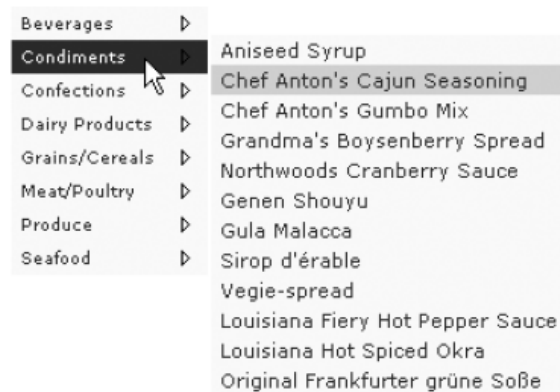 Beverages
Condiments
Confections
Dairy Products
Grains/Cereals
Meat/Poultry
Produce
Seafood
Aniseed Syrup
Chef Anton's Cajun Seasoning
Chef Anton's Gumbo Mix
Grandma's Boysenberry Spread
Northwoods Cranberry Sauce
Genen Shouyu
Gula Malacca
Sirop d'érable
Vegie-spread
Louisiana Fiery Hot Pepper Sauce
Louisiana Hot Spiced Okra
Original Frankfurter grüne Soße